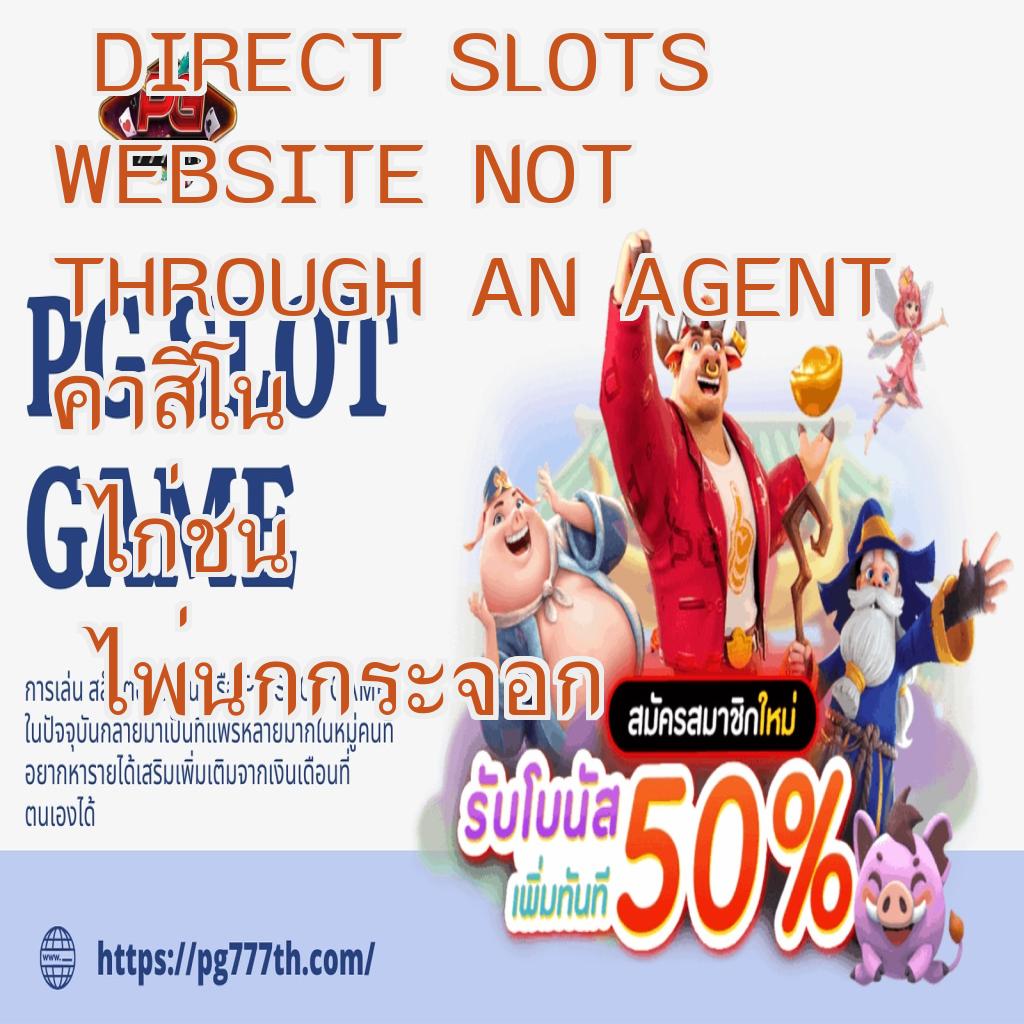 DIRECT SLOTS
PG
WEBSITE NOT
THROUGH AN AGENT
PG SLOT
คาสิโน
GAME
ไก่ชน
ไพ่นกกระจอก
การเล่น
ในปัจจุบันกลายมาเป็นที่แพร่หลายมากในหมู่คนที่
อยากหารายได้เสริมเพิ่มเติมจากเงินเดือนที่
ตนเองได้
สมัครสมาชิกใหม่
รับโบนัส
50%
เพิ่มทันที
www.
https://pg777th.com/